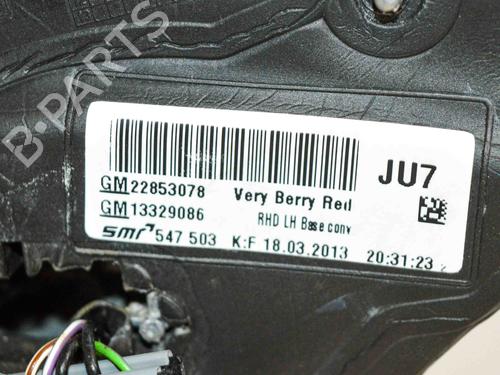 B-PARTS
JU7
GM22853078 Very Berry Red
GM13329086 RHD LH Base conv
smr 547 503 K:F 18.03.2013 20:31:23 2